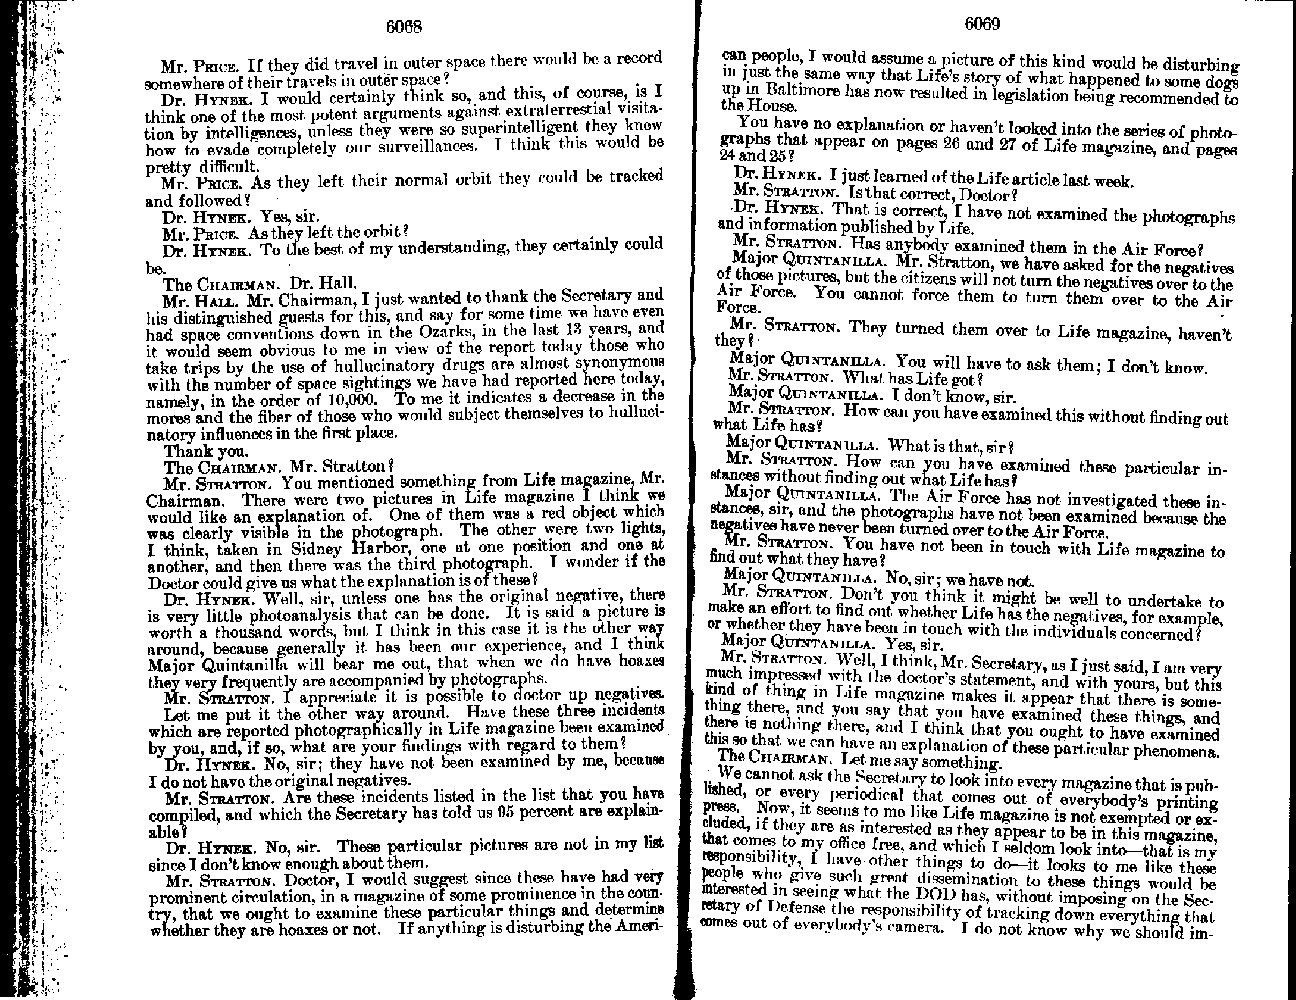 6068
Mr. PRICE. If they did travel in outer space there would be a record
somewhere of their travels in outer space?
Dr. HYNEK. I would certainly think so, and this, of course, is I
think one of the most potent arguments against extraterrestrial visita-
tion by intelligences, unless they were so superintelligent they know
how to evade completely our surveillances. I think this would be
pretty difficult.
Mr. PRICE. As they left their normal orbit they could be tracked
and followed?
Dr. HYNEK. Yes, sir.
Mr. PRICE. As they left the orbit?
Dr. HYNEK. To the best of my understanding, they certainly could
be.
The CHAIRMAN. Dr. Hall.
Mr. HALL. Mr. Chairman, I just wanted to thank the Secretary and
his distinguished guests for this, and say for some time we have even
had space conventions down in the Ozarks, in the last 13 years, and
it would seem obvious to me in view of the report today those who
take trips by the use of hullucinatory drugs are almost synonymous
with the number of space sightings we have had reported here today,
namely, in the order of 10,000. To me it indicates a decrease in the
mores and the fiber of those who would subject themselves to hulluci-
natory influences in the first place.
Thank you.
The CHAIRMAN. Mr. Stratton?
Mr. STRATTON. You mentioned something from Life magazine, Mr.
Chairman. There were two pictures in Life magazine I think we
would like an explanation of. One of them was a red object which
was clearly visible in the photograph. The other were two lights,
I think, taken in Sidney Harbor, one at one position and one at
another, and then there was the third photograph. I wonder if the
Doctor could give us what the explanation is of these?
Dr. HYNEK. Well, sir, unless one has the original negative, there
is very little photoanalysis that can be done. It is said a picture is
worth a thousand words, but I think in this case it is the other way
around, because generally it has been our experience, and I think
Major Quintanilla will bear me out, that when we do have hoaxes
they very frequently are accompanied by photographs.
Mr. STRATTON. I appreciate it is possible to doctor up negatives.
Let me put it the other way around. Have these three incidents
which are reported photographically in Life magazine been examined
by you, and, if so, what are your findings with regard to them?
Dr. HYNEK. No, sir; they have not been examined by me, because
I do not have the original negatives.
Mr. STRATTON. Are these incidents listed in the list that you have
compiled, and which the Secretary has told us 95 percent are explain-
able?
Dr. HYNEK. No, sir. These particular pictures are not in my list
since I don't know enough about them.
Mr. STRATTON. Doctor, I would suggest since these have had very
prominent circulation, in a magazine of some prominence in the coun-
try, that we ought to examine these particular things and determine
whether they are hoaxes or not. If anything is disturbing the Ameri-
6069
can people, I would assume a picture of this kind would be disturbing
in just the same way that Life's story of what happened to some dogs
up in Baltimore has now resulted in legislation being recommended to
the House.
You have no explanation or haven't looked into the series of photo-
graphs that appear on pages 26 and 27 of Life magazine, and pages
24 and 25?
Dr. HYNEK. I just learned of the Life article last week.
Mr. STRATTON. Is that correct, Doctor?
Dr. HYNEK. That is correct, I have not examined the photographs
and information published by Life.
Mr. STRATTON. Has anybody examined them in the Air Force?
Major QUINTANILLA. Mr. Stratton, we have asked for the negatives
of those pictures, but the citizens will not turn the negatives over to the
Air Force. You cannot force them to turn them over to the Air
Force.
Mr. STRATTON. They turned them over to Life magazine, haven't
they?
Major QUINTANILLA. You will have to ask them; I don't know.
Mr. STRATTON. What has Life got?
Major QUINTANILLA. I don't know, sir.
Mr. STRATTON. How can you have examined this without finding out
what Life has?
Major QUINTANILLA. What is that, sir?
Mr. STRATTON. How can you have examined these particular in-
stances without finding out what Life has?
Major QUINTANILLA. The Air Force has not investigated these in-
stances, sir, and the photographs have not been examined because the
negatives have never been turned over to the Air Force.
Mr. STRATTON. You have not been in touch with Life magazine to
find out what they have?
Major QUINTANILLA. No, sir; we have not.
Mr. STRATTON. Don't you think it might be well to undertake to
make an effort to find out whether Life has the negatives, for example,
or whether they have been in touch with the individuals concerned?
Major QUINTANILLA. Yes, sir.
Mr. STRATTON. Well, I think, Mr. Secretary, as I just said, I am very
much impressed with the doctor's statement, and with yours, but this
kind of thing in Life magazine makes it appear that there is some-
thing there, and you say that you have examined these things, and
there is nothing there, and I think that you ought to have examined
this so that we can have an explanation of these particular phenomena.
The CHAIRMAN. Let me say something.
We cannot ask the Secretary to look into every magazine that is pub-
lished, or every periodical that comes out of everybody's printing
press. Now, it seems to me like Life magazine is not exempted or ex-
cluded, if they are as interested as they appear to be in this magazine,
that comes to my office free, and which I seldom look into—that is my
responsibility, I have other things to do—it looks to me like these
people who give such great dissemination to these things would be
interested in seeing what the DOD has, without imposing on the Sec-
retary of Defense the responsibility of tracking down everything that
comes out of everybody's camera. I do not know why we should im-